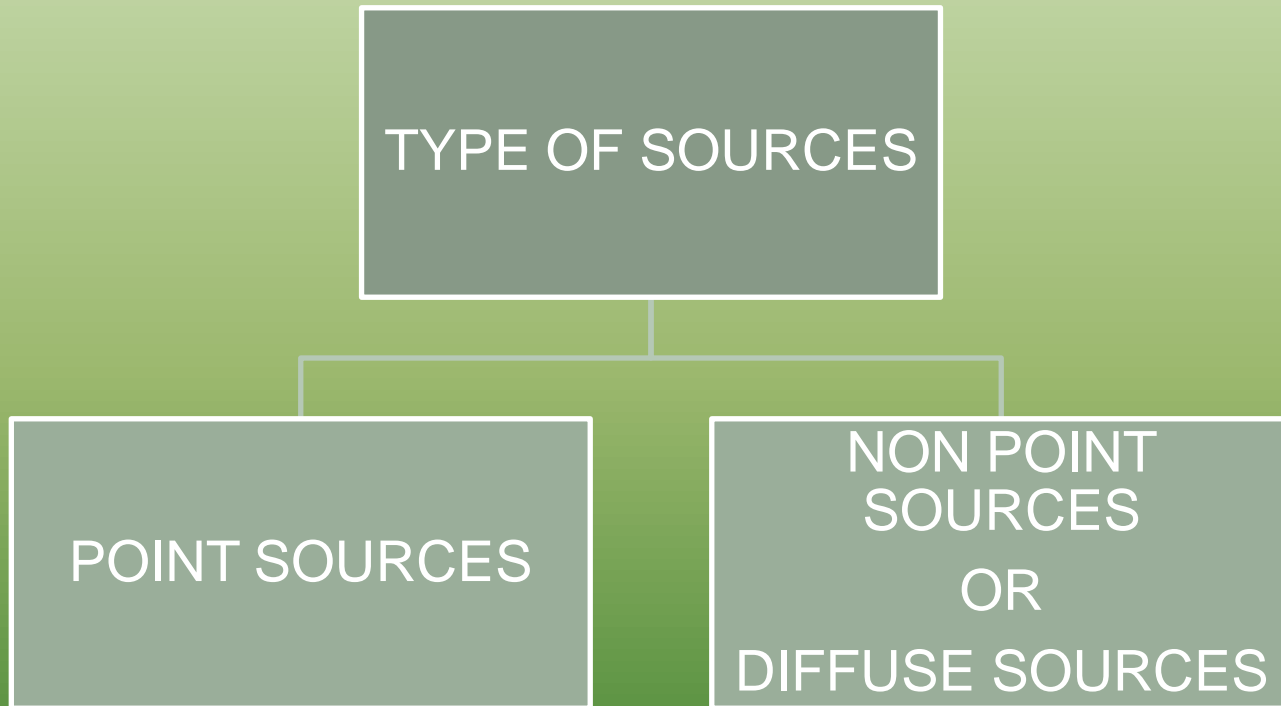 TYPE OF SOURCES
POINT SOURCES
NON POINT
SOURCES
OR
DIFFUSE SOURCES